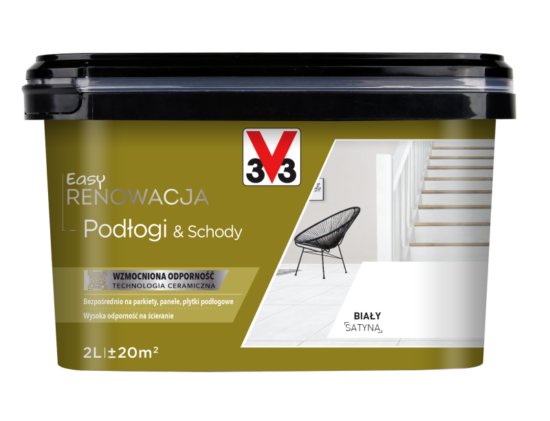 V33
Easy
RENOWACJA
Podłogi & Schody
WZMOCNIONA ODPORNOŚĆ
TECHNOLOGIA CERAMICZNA
Bezpośrednio na parkiety, panele, płytki podłogowe
Wysoka odporność na ścieranie
2L|±20m²
BIAŁY
SATYNA